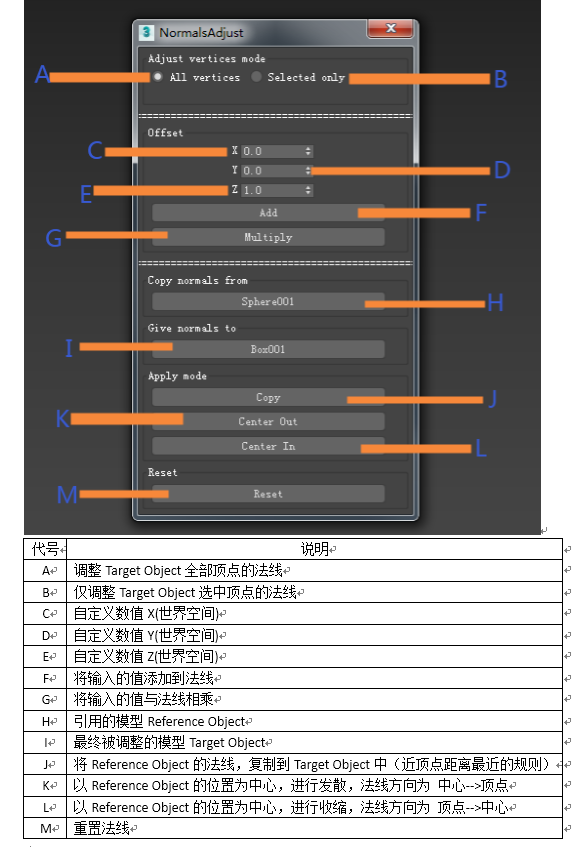 NormalsAdjust
Adjust vertices mode
A All vertices Selected only B
Offset
C X 0.0
Y 0.0 D
E Z 1.0
Add F
G Multiply
Copy normals from
Sphere001 H
Give normals to
I Box001
Apply mode
Copy J
K Center Out
Center In L
Reset
M Reset
代号 说明
A 调整 Target Object 全部顶点的法线
B 仅调整 Target Object 选中顶点的法线
C 自定义数值 X(世界空间)
D 自定义数值 Y(世界空间)
E 自定义数值 Z(世界空间)
F 将输入的值添加到法线
G 将输入的值与法线相乘
H 引用的模型 Reference Object
I 最终被调整的模型 Target Object
J 将 Reference Object 的法线，复制到 Target Object 中（近顶点距离最近的规则）
K 以 Reference Object 的位置为中心，进行发散，法线方向为 中心-->顶点
L 以 Reference Object 的位置为中心，进行收缩，法线方向为 顶点-->中心
M 重置法线